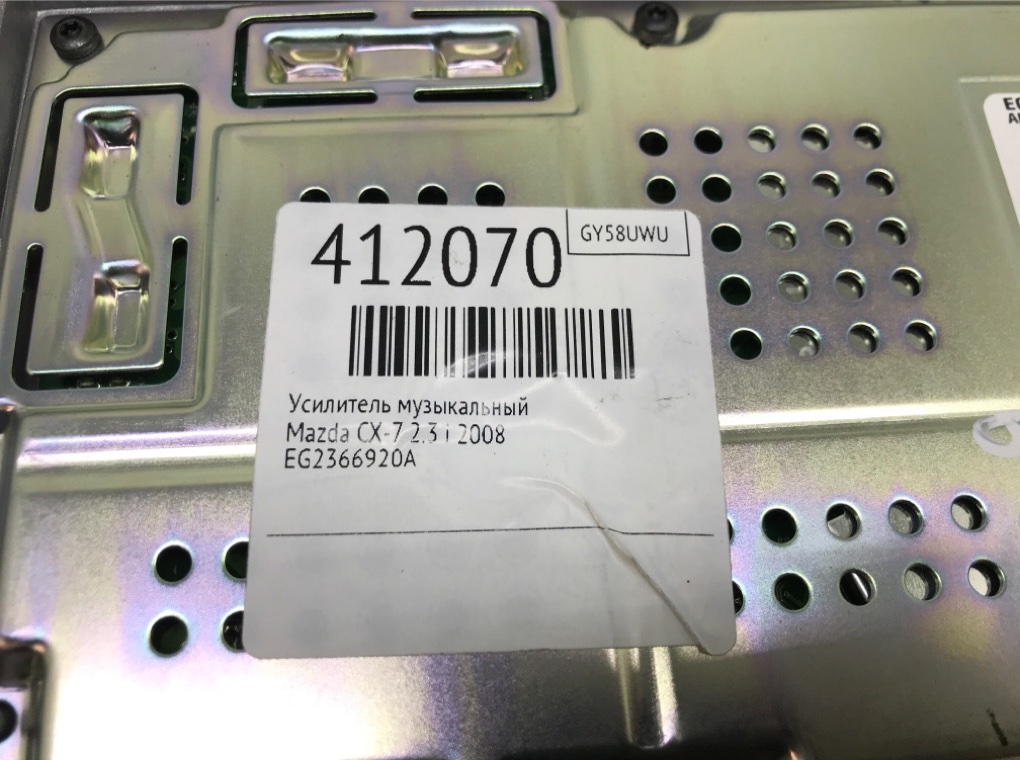 412070
GY58UWU
Усилитель музыкальный
Mazda CX-7 2.3 i 2008
EG2366920A